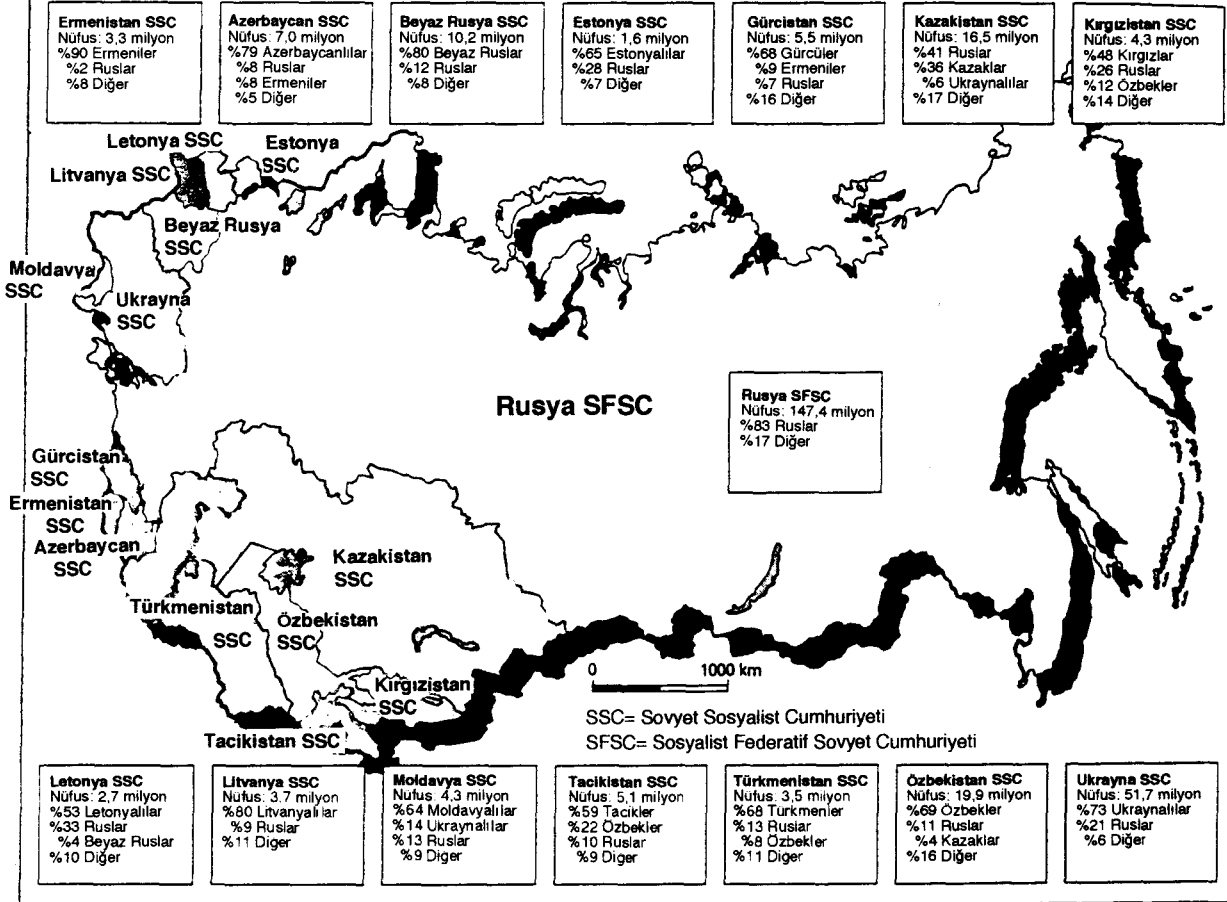 Ermenistan SSC
Nüfus: 3,3 milyon
%90 Ermeniler
%2 Ruslar
%8 Diğer
Azerbaycan SSC
Nüfus: 7,0 milyon
%79 Azerbaycanlılar
%8 Ruslar
%8 Ermeniler
%5 Diğer
Beyaz Rusya SSC
Nüfus: 10,2 milyon
%80 Beyaz Ruslar
%12 Ruslar
%8 Diğer
Estonya SSC
Nüfus: 1,6 milyon
%65 Estonyalılar
%28 Ruslar
%7 Diğer
Gürcistan SSC
Nüfus: 5,5 milyon
%68 Gürcüler
%9 Ermeniler
%7 Ruslar
%16 Diğer
Kazakistan SSC
Nüfus: 16,5 milyon
%41 Ruslar
%36 Kazaklar
%6 Ukraynalılar
%17 Diğer
Kırgızistan SSC
Nüfus: 4,3 milyon
%48 Kırgızlar
%26 Ruslar
%12 Özbekler
%14 Diğer
Letonya SSC
Estonya
SSC
Litvanya SSC
Beyaz Rusya
SSC
Moldavya
SSC
Ukrayna
SSC
Rusya SFSC
Rusya SFSC
Nüfus: 147,4 milyon
%83 Ruslar
%17 Diğer
Gürcistan
SSC
Ermenistan
SSC
Azerbaycan
SSC
Kazakistan
SSC
Türkmenistan
SSC
Özbekistan
SSC
Kırgızistan
SSC
Tacikistan SSC
0 1000 km
SSC= Sovyet Sosyalist Cumhuriyeti
SFSC= Sosyalist Federatif Sovyet Cumhuriyeti
Letonya SSC
Nüfus: 2,7 milyon
%53 Letonyalılar
%33 Ruslar
%4 Beyaz Ruslar
%10 Diğer
Litvanya SSC
Nüfus: 3.7 milyon
%80 Litvanyalılar
%9 Ruslar
%11 Diger
Moldavya SSC
Nüfus: 4,3 milyon
%64 Moldavyalılar
%14 Ukraynalılar
%13 Ruslar
%9 Diger
Tacikistan SSC
Nüfus: 5,1 milyon
%59 Tacikler
%22 Özbekler
%10 Ruslar
%9 Diger
Türkmenistan SSC
Nüfus: 3,5 milyon
%68 Türkmenler
%13 Ruslar
%8 Özbekler
%11 Diger
Özbekistan SSC
Nüfus: 19,9 milyon
%69 Özbekler
%11 Ruslar
%4 Kazaklar
%16 Diğer
Ukrayna SSC
Nüfus: 51,7 milyon
%73 Ukraynalılar
%21 Ruslar
%6 Diğer